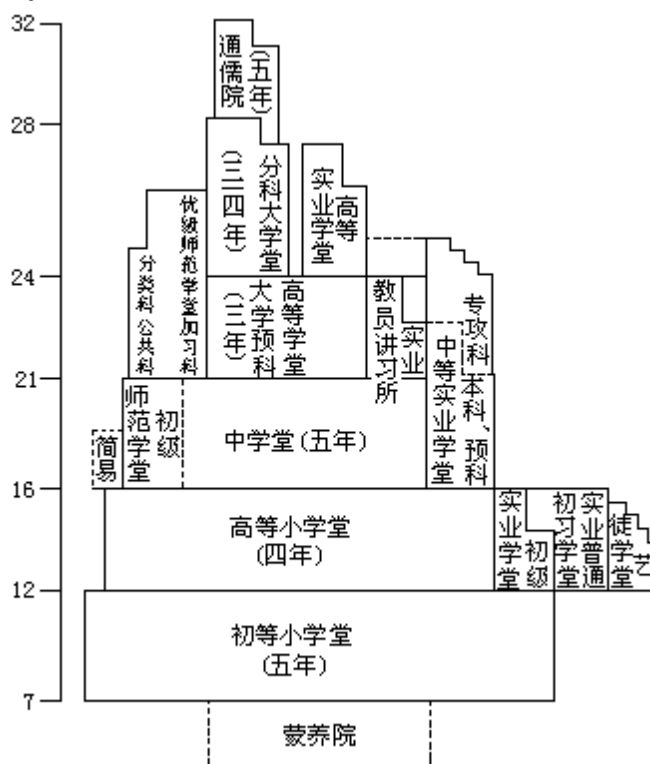 32
通儒院
(五年)
28
(三四年)
分科大学堂
实业学堂
高等
分类科公共科
优级师范学堂加习科
24
(三年)
大学预科
高等学堂
教员讲习所
实业
专攻科
21
师范学堂
初级
简易
中学堂(五年)
中等实业学堂
本科、预科
16
高等小学堂
(四年)
实业学堂
初级
初习学堂
实业普通
徒学堂
艺
12
初等小学堂
(五年)
7
蒙养院